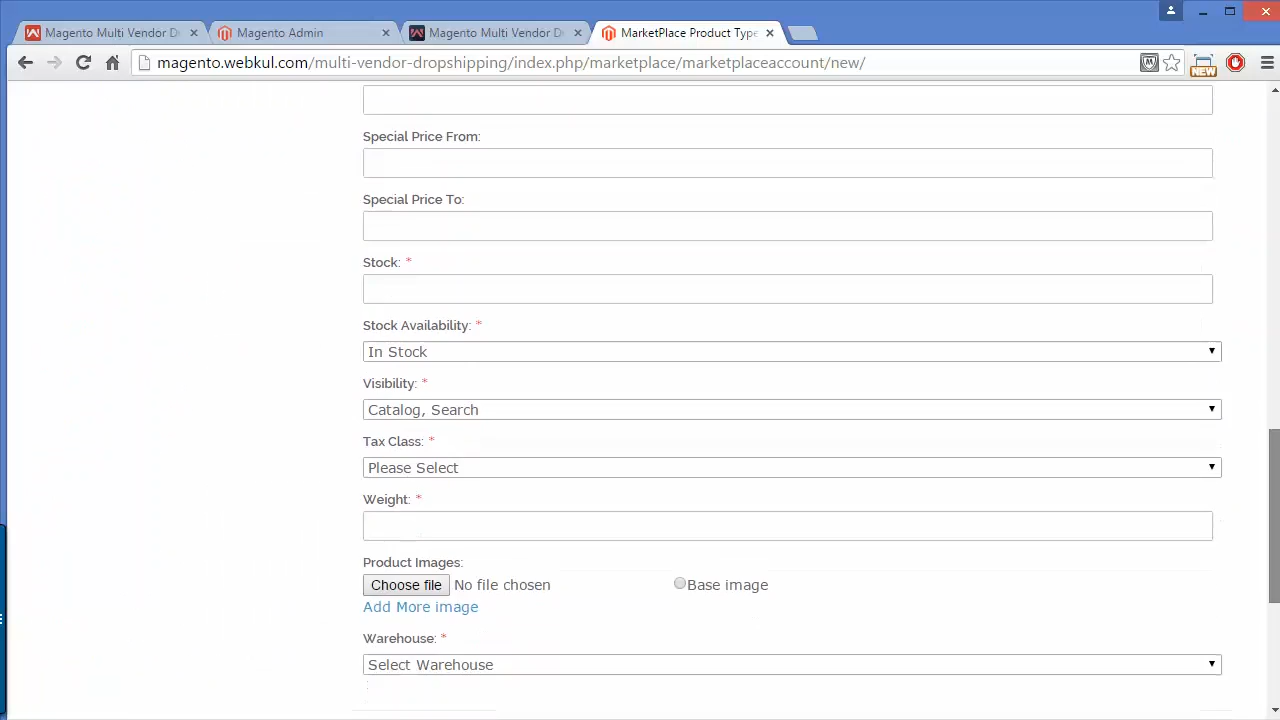 Magento Multi Vendor D
Magento Admin
Magento Multi Vendor D
MarketPlace Product Type
magento.webkul.com/multi-vendor-dropshipping/index.php/marketplace/marketplaceaccount/new/
NEW
Special Price From:
Special Price To:
Stock: *
Stock Availability: *
In Stock
Visibility: *
Catalog, Search
Tax Class: *
Please Select
Weight: *
Product Images:
Choose file No file chosen Base image
Add More image
Warehouse: *
Select Warehouse